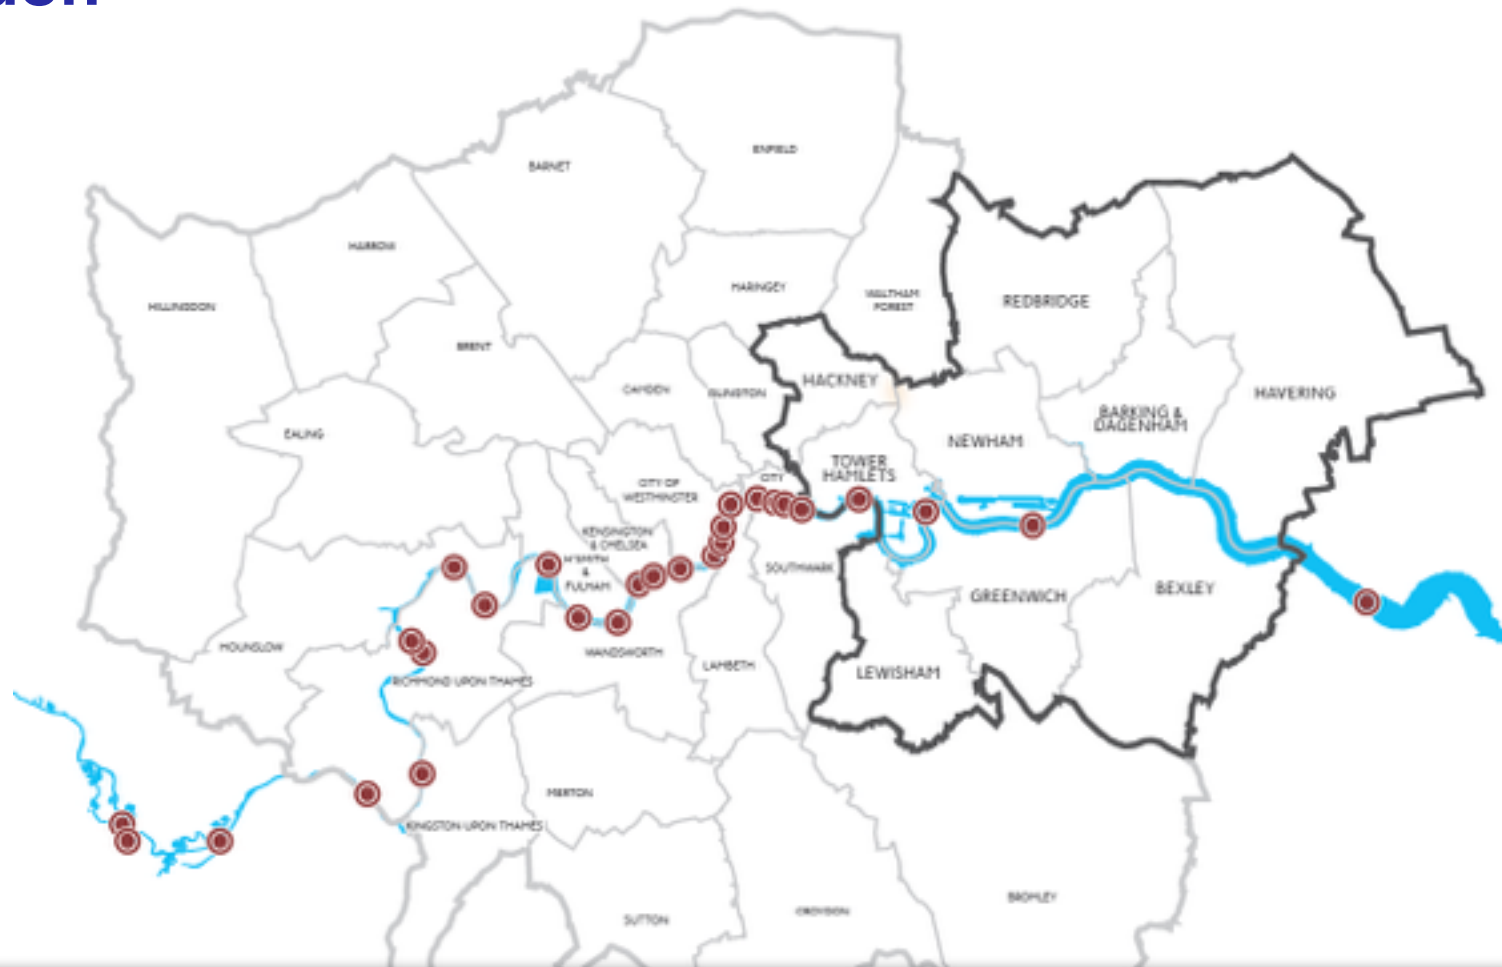 ENFIELD
BARNET
HARROW
HARINGEY
WALTHAM
FOREST
REDBRIDGE
HILLINGDON
BRENT
CAMDEN
ISLINGTON
HACKNEY
HAVERING
BARKING &
DAGENHAM
EALING
NEWHAM
TOWER
HAMLETS
CITY
CITY OF
WESTMINSTER
KENSINGTON
& CHELSEA
H'SMITH
&
FULHAM
SOUTHWARK
GREENWICH
BEXLEY
HOUNSLOW
WANDSWORTH
LAMBETH
LEWISHAM
RICHMOND UPON THAMES
MERTON
KINGSTON UPON THAMES
BROMLEY
CROYDON
SUTTON